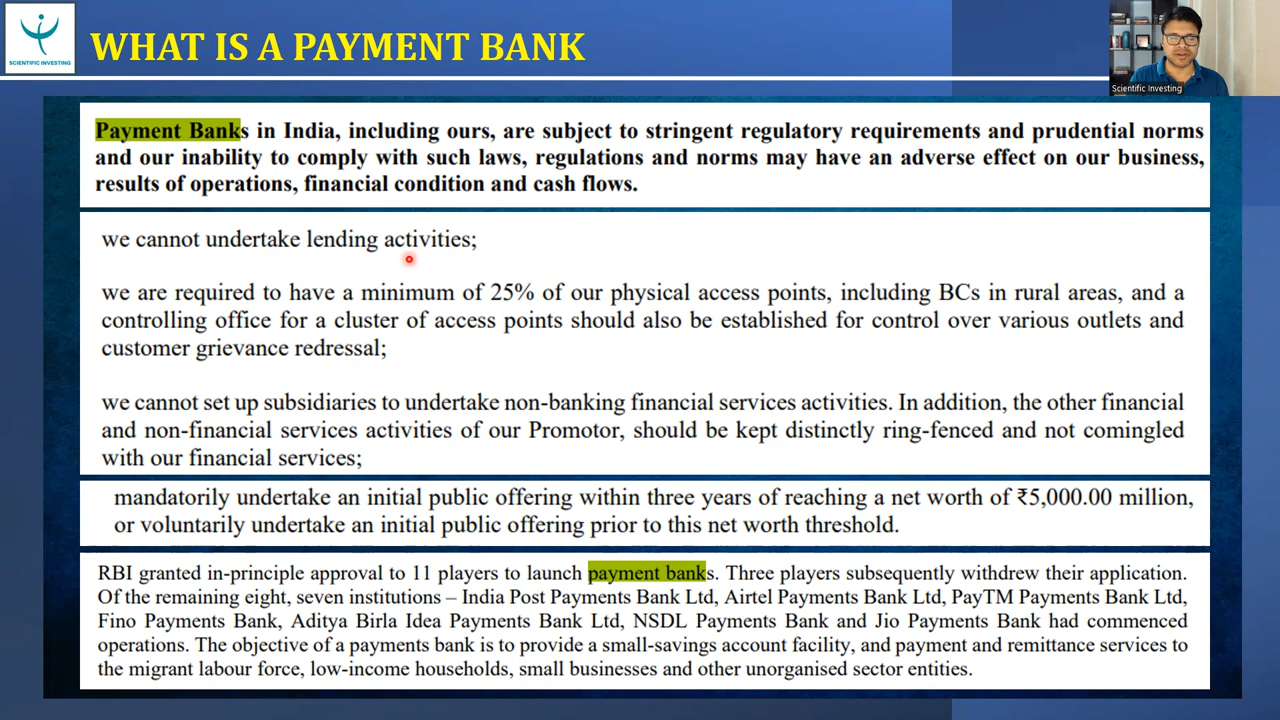 SCIENTIFIC INVESTING
WHAT IS A PAYMENT BANK
Scientific Investing
Payment Banks in India, including ours, are subject to stringent regulatory requirements and prudential norms
and our inability to comply with such laws, regulations and norms may have an adverse effect on our business,
results of operations, financial condition and cash flows.
we cannot undertake lending activities;
we are required to have a minimum of 25% of our physical access points, including BCs in rural areas, and a
controlling office for a cluster of access points should also be established for control over various outlets and
customer grievance redressal;
we cannot set up subsidiaries to undertake non-banking financial services activities. In addition, the other financial
and non-financial services activities of our Promotor, should be kept distinctly ring-fenced and not comingled
with our financial services;
mandatorily undertake an initial public offering within three years of reaching a net worth of ₹5,000.00 million,
or voluntarily undertake an initial public offering prior to this net worth threshold.
RBI granted in-principle approval to 11 players to launch payment banks. Three players subsequently withdrew their application.
Of the remaining eight, seven institutions – India Post Payments Bank Ltd, Airtel Payments Bank Ltd, PayTM Payments Bank Ltd,
Fino Payments Bank, Aditya Birla Idea Payments Bank Ltd, NSDL Payments Bank and Jio Payments Bank had commenced
operations. The objective of a payments bank is to provide a small-savings account facility, and payment and remittance services to
the migrant labour force, low-income households, small businesses and other unorganised sector entities.